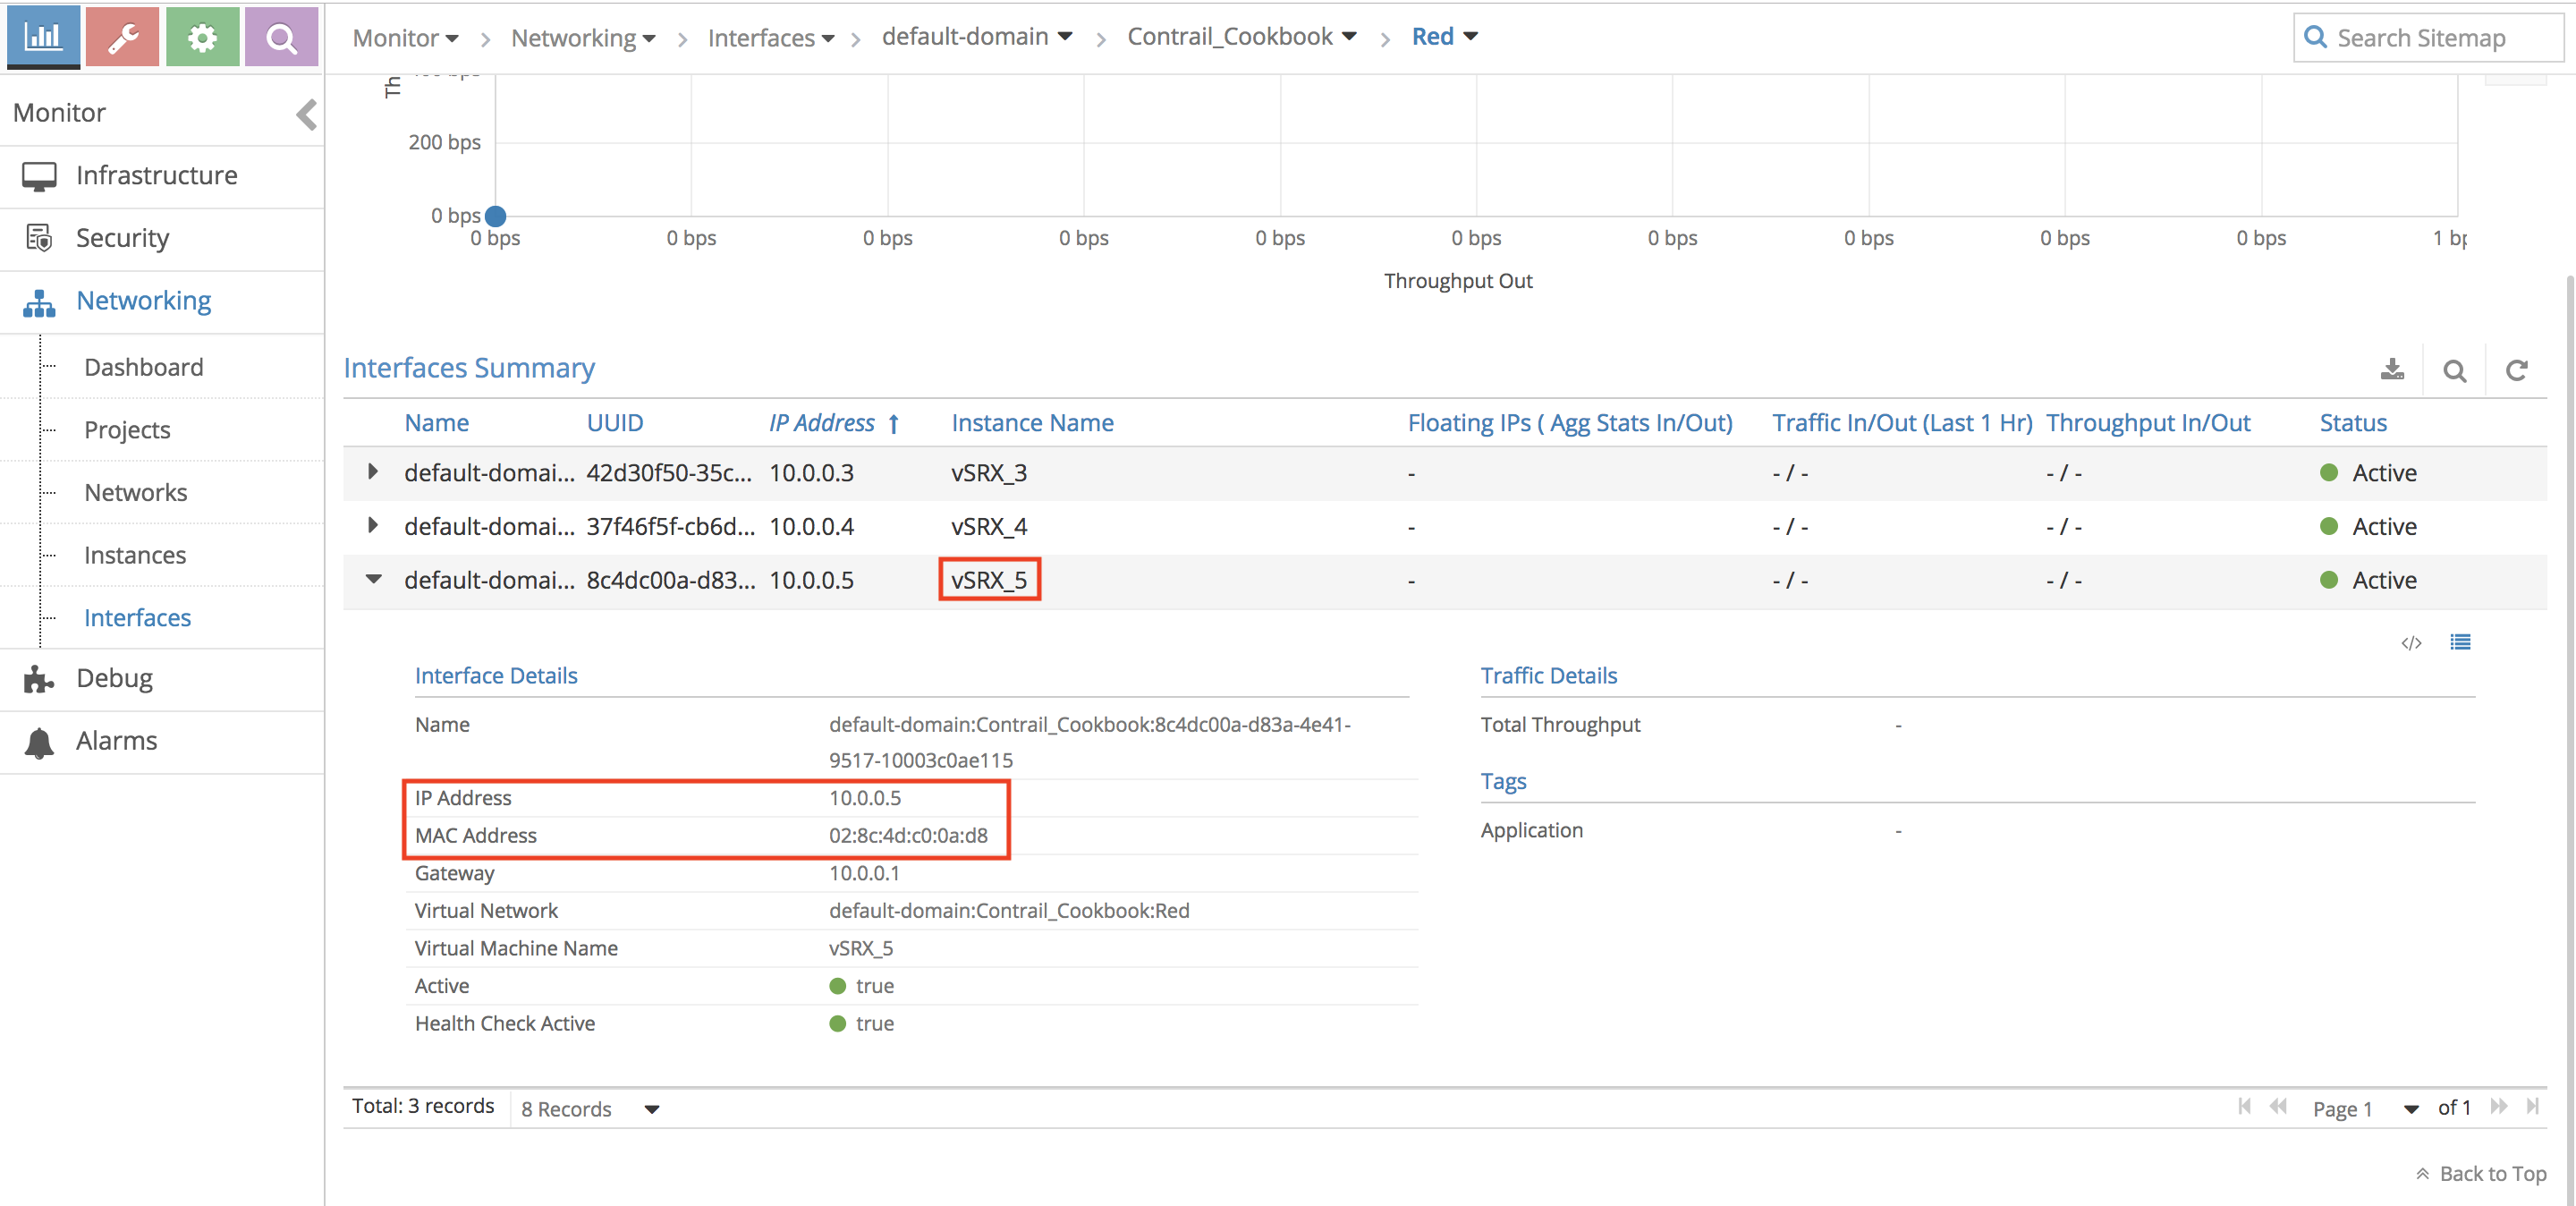 Monitor > Networking > Interfaces > default-domain > Contrail_Cookbook > Red
Search Sitemap
Monitor
Infrastructure
Security
Networking
Dashboard
Projects
Networks
Instances
Interfaces
Debug
Alarms
200 bps
0 bps
0 bps 0 bps 0 bps 0 bps 0 bps 0 bps 0 bps 0 bps 0 bps 0 bps
Throughput Out
Interfaces Summary
Name UUID IP Address ↑ Instance Name Floating IPs ( Agg Stats In/Out) Traffic In/Out (Last 1 Hr) Throughput In/Out Status
default-domai... 42d30f50-35c... 10.0.0.3 vSRX_3 - - / - - / - Active
default-domai... 37f46f5f-cb6d... 10.0.0.4 vSRX_4 - - / - - / - Active
default-domai... 8c4dc00a-d83... 10.0.0.5 vSRX_5 - - / - - / - Active
</>
Interface Details
Name default-domain:Contrail_Cookbook:8c4dc00a-d83a-4e41-
9517-10003c0ae115
IP Address 10.0.0.5
MAC Address 02:8c:4d:c0:0a:d8
Gateway 10.0.0.1
Virtual Network default-domain:Contrail_Cookbook:Red
Virtual Machine Name vSRX_5
Active true
Health Check Active true
Traffic Details
Total Throughput -
Tags
Application -
Total: 3 records 8 Records
Page 1 of 1
Back to Top